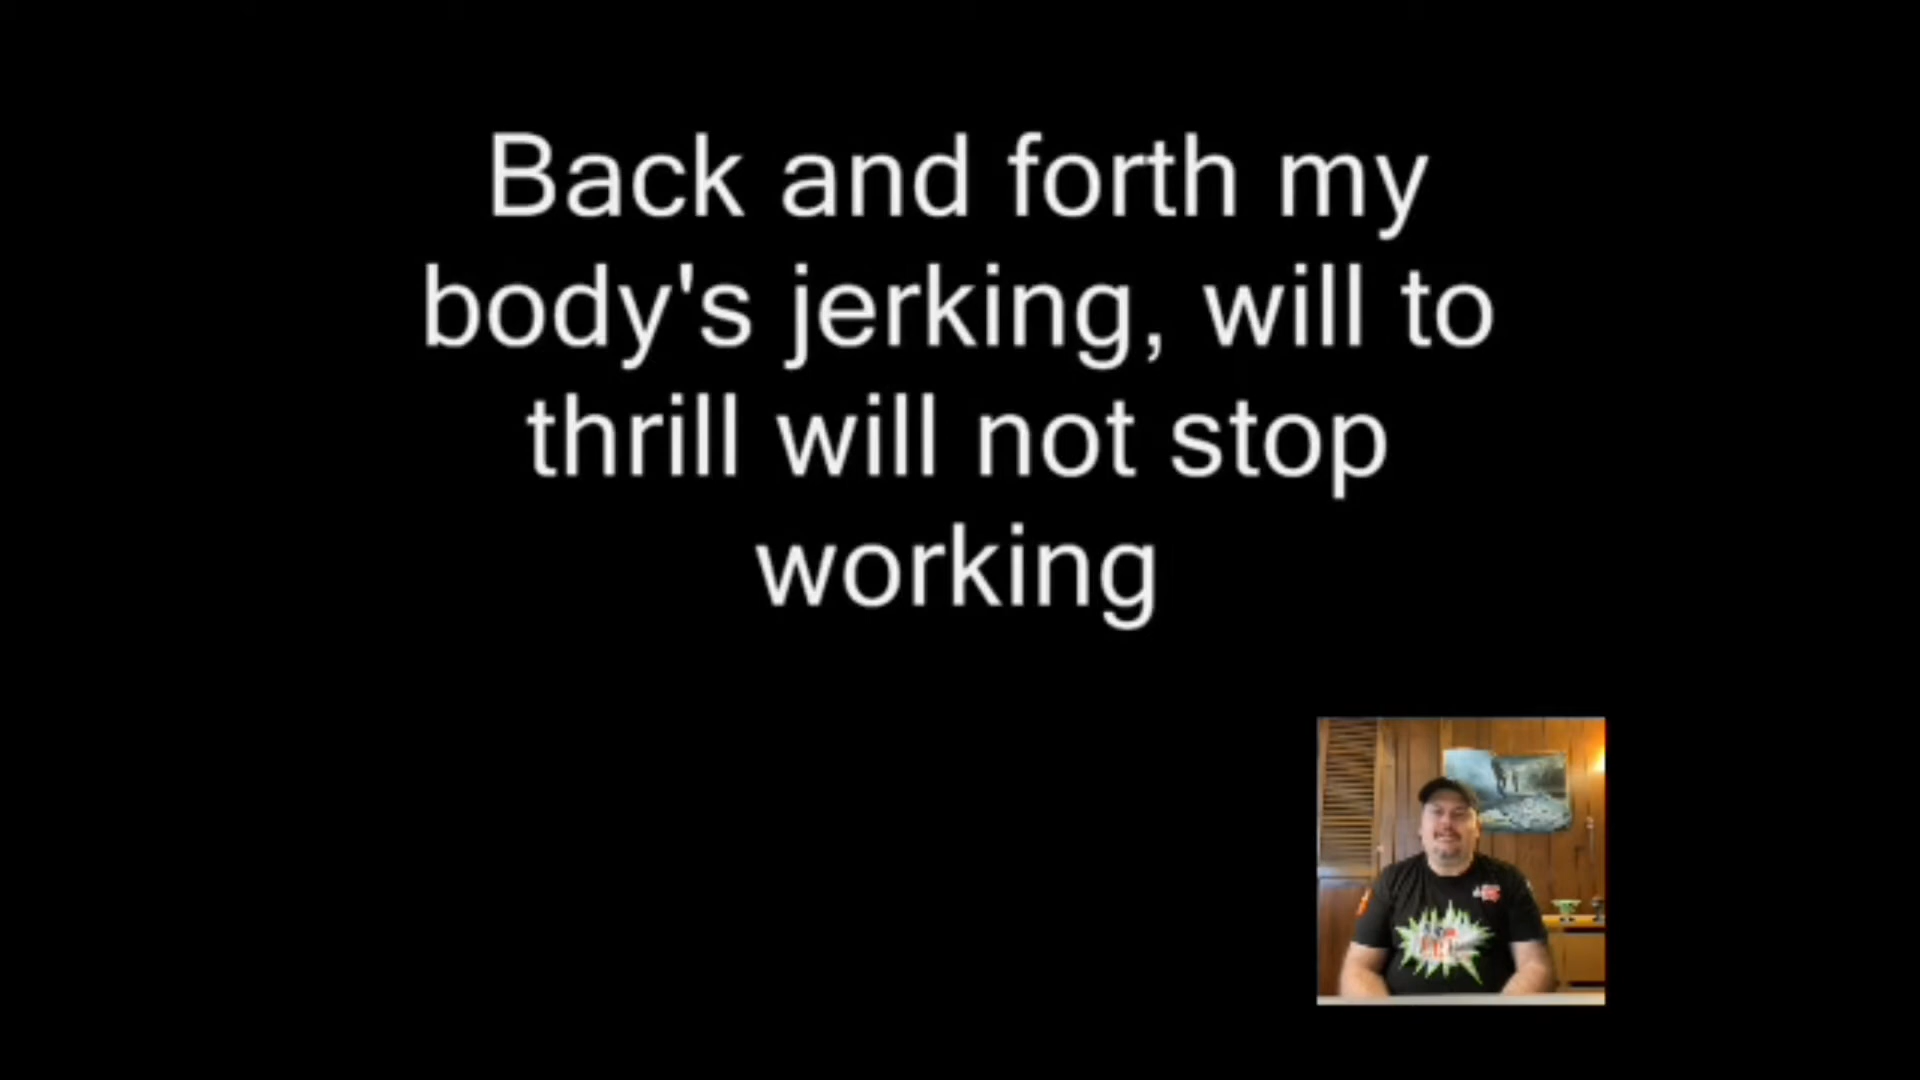 Back and forth my
body's jerking, will to
thrill will not stop
working